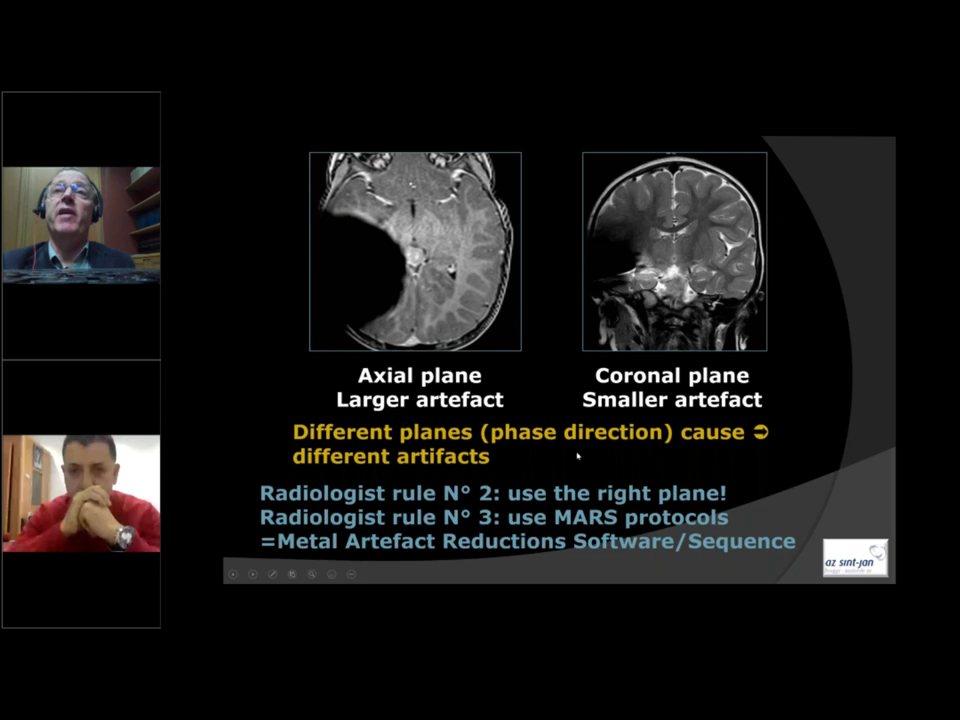 Axial plane
Larger artefact
Coronal plane
Smaller artefact
Different planes (phase direction) cause ➲
different artifacts
Radiologist rule N° 2: use the right plane!
Radiologist rule N° 3: use MARS protocols
=Metal Artefact Reductions Software/Sequence
az sint-jan